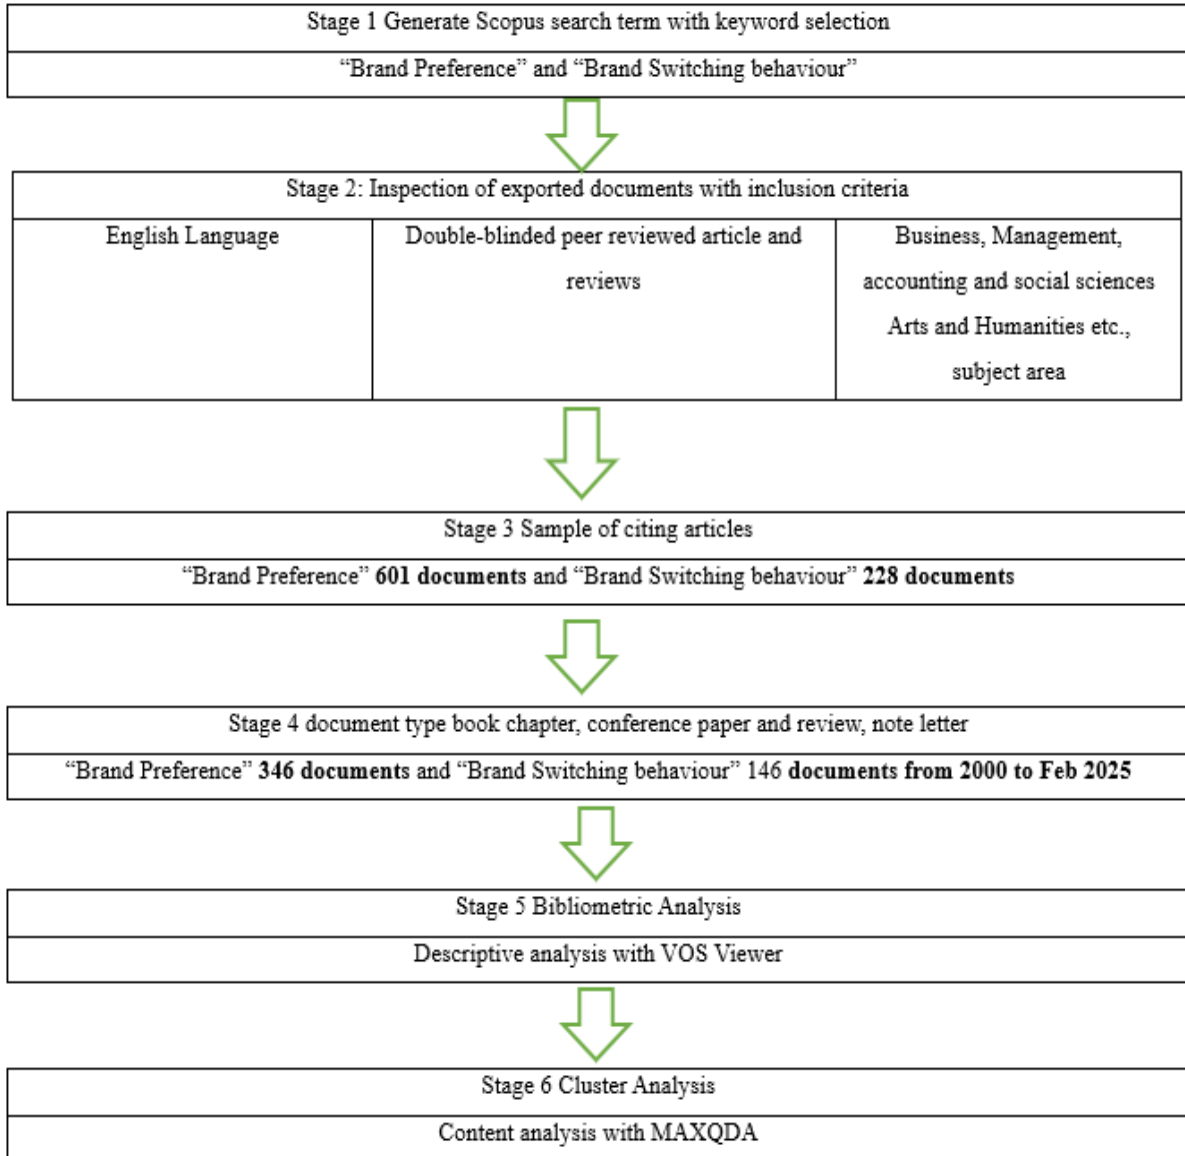 Stage 1 Generate Scopus search term with keyword selection
“Brand Preference” and “Brand Switching behaviour”
Stage 2: Inspection of exported documents with inclusion criteria
English Language
Double-blinded peer reviewed article and
reviews
Business, Management,
accounting and social sciences
Arts and Humanities etc.,
subject area
Stage 3 Sample of citing articles
“Brand Preference” 601 documents and “Brand Switching behaviour” 228 documents
Stage 4 document type book chapter, conference paper and review, note letter
“Brand Preference” 346 documents and “Brand Switching behaviour” 146 documents from 2000 to Feb 2025
Stage 5 Bibliometric Analysis
Descriptive analysis with VOS Viewer
Stage 6 Cluster Analysis
Content analysis with MAXQDA